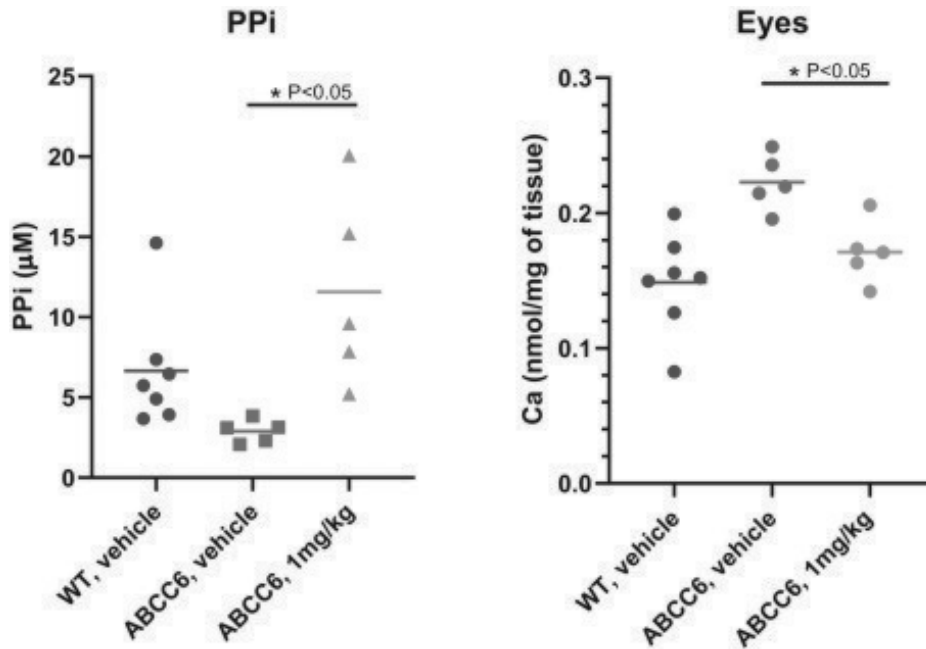 PPi
25
20
15
10
5
0
PPi (μM)
* P<0.05
WT, vehicle
ABCC6, vehicle
ABCC6, 1mg/kg
Eyes
0.3
0.2
0.1
0.0
Ca (nmol/mg of tissue)
* P<0.05
WT, vehicle
ABCC6, vehicle
ABCC6, 1mg/kg